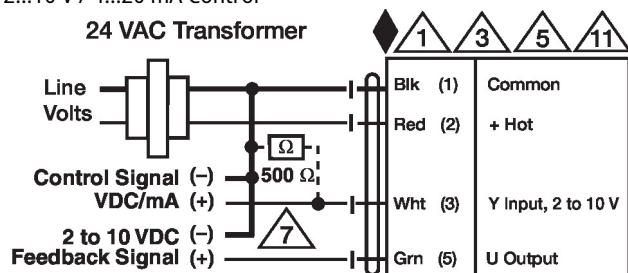 2...10 V / 4...20 mA Control
24 VAC Transformer
1 3 5 11
Line
Volts
Blk (1) Common
Red (2) + Hot
Ω
500 Ω
Control Signal (–)
VDC/mA (+)
Wht (3) Y Input, 2 to 10 V
7
2 to 10 VDC (–)
Feedback Signal (+)
Grn (5) U Output